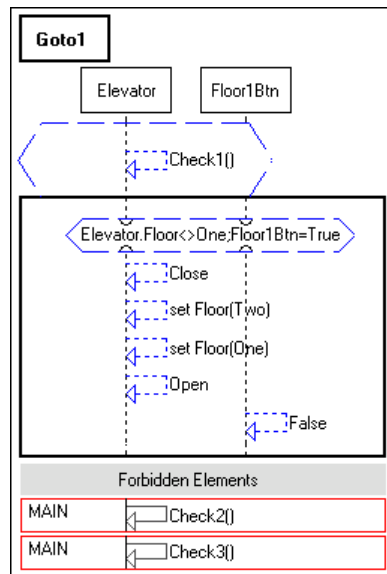 Goto1
Elevator Floor1Btn
Check1()
Elevator.Floor<>One;Floor1Btn=True
Close
set Floor(Two)
set Floor(One)
Open
False
Forbidden Elements
MAIN Check2()
MAIN Check3()